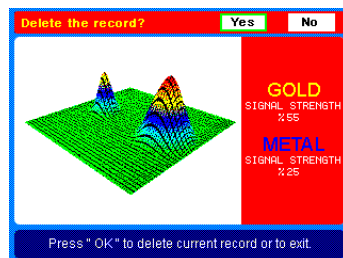 Delete the record? Yes No
GOLD
SIGNAL STRENGTH
%55
METAL
SIGNAL STRENGTH
%25
Press " OK " to delete current record or to exit.